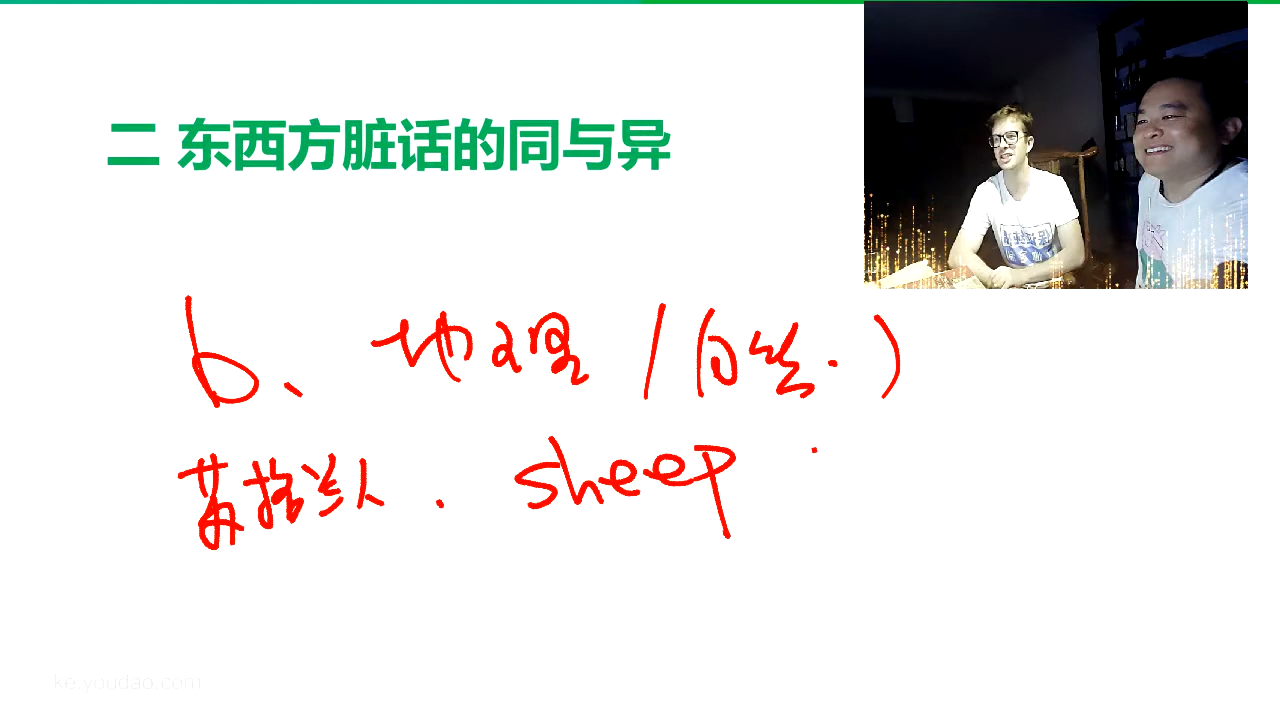 二 东西方脏话的同与异
b、地理/(自然.)
苏格兰人. sheep.
ke.youdao.com